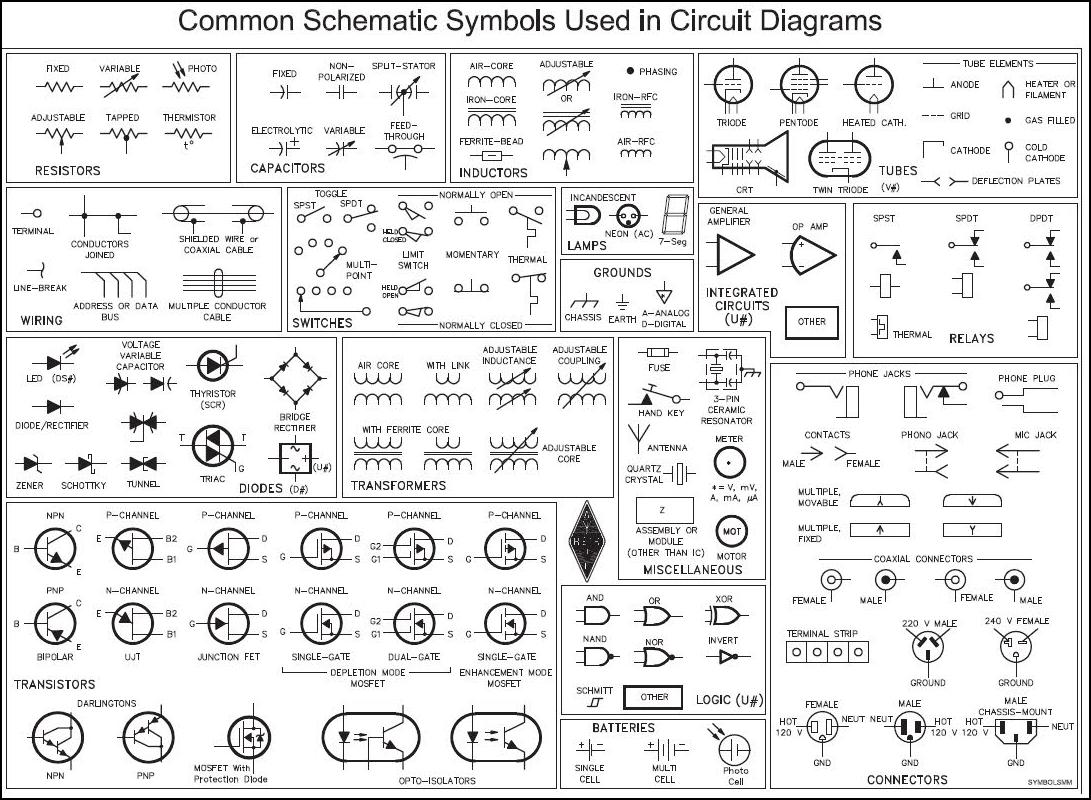 Common Schematic Symbols Used in Circuit Diagrams
FIXED
VARIABLE
PHOTO
ADJUSTABLE
TAPPED
THERMISTOR
t°
RESISTORS
FIXED
NON-
POLARIZED
SPLIT-STATOR
ELECTROLYTIC
VARIABLE
FEED-
THROUGH
CAPACITORS
AIR-CORE
ADJUSTABLE
PHASING
IRON-CORE
OR
IRON-RFC
FERRITE-BEAD
AIR-RFC
INDUCTORS
TRIODE
PENTODE
HEATED CATH.
CRT
TWIN TRIODE
TUBES
(V#)
TUBE ELEMENTS
ANODE
HEATER OR
FILAMENT
GRID
GAS FILLED
CATHODE
COLD
CATHODE
DEFLECTION PLATES
TERMINAL
CONDUCTORS
JOINED
SHIELDED WIRE or
COAXIAL CABLE
LINE-BREAK
ADDRESS OR DATA
BUS
MULTIPLE CONDUCTOR
CABLE
WIRING
TOGGLE
SPST
SPDT
NORMALLY OPEN
HELD
CLOSED
MULTI-
POINT
LIMIT
SWITCH
MOMENTARY
THERMAL
HELD
OPEN
NORMALLY CLOSED
SWITCHES
INCANDESCENT
NEON (AC)
7-Seg
LAMPS
GROUNDS
CHASSIS
EARTH
A-ANALOG
D-DIGITAL
GENERAL
AMPLIFIER
OP AMP
+
-
INTEGRATED
CIRCUITS
(U#)
OTHER
SPST
SPDT
DPDT
THERMAL
RELAYS
LED (DS#)
VOLTAGE
VARIABLE
CAPACITOR
THYRISTOR
(SCR)
BRIDGE
RECTIFIER
DIODE/RECTIFIER
T
T
G
TRIAC
(U#)
ZENER
SCHOTTKY
TUNNEL
DIODES (D#)
AIR CORE
WITH LINK
ADJUSTABLE
INDUCTANCE
ADJUSTABLE
COUPLING
WITH FERRITE CORE
ADJUSTABLE
CORE
TRANSFORMERS
FUSE
HAND KEY
3-PIN
CERAMIC
RESONATOR
ANTENNA
METER
*
QUARTZ
CRYSTAL
*= V, mV,
A, mA, µA
Z
ASSEMBLY OR
MODULE
(OTHER THAN IC)
MOT
MOTOR
MISCELLANEOUS
PHONE JACKS
PHONE PLUG
CONTACTS
MALE
FEMALE
PHONO JACK
MIC JACK
MULTIPLE,
MOVABLE
MULTIPLE,
FIXED
COAXIAL CONNECTORS
FEMALE
MALE
FEMALE
MALE
TERMINAL STRIP
220 V MALE
GROUND
240 V FEMALE
GROUND
FEMALE
HOT
120 V
NEUT
GND
MALE
NEUT
HOT
120 V
GND
MALE
CHASSIS-MOUNT
HOT
120 V
NEUT
GND
CONNECTORS
SYMBOLSMM
NPN
B
C
E
P-CHANNEL
E
B2
B1
P-CHANNEL
G
D
S
P-CHANNEL
G
D
S
P-CHANNEL
G2
G1
D
S
P-CHANNEL
G
D
S
PNP
B
C
E
BIPOLAR
N-CHANNEL
E
B2
B1
UJT
N-CHANNEL
G
D
S
JUNCTION FET
N-CHANNEL
G
D
S
SINGLE-GATE
N-CHANNEL
G2
G1
D
S
DUAL-GATE
N-CHANNEL
G
D
S
SINGLE-GATE
DEPLETION MODE
MOSFET
ENHANCEMENT MODE
MOSFET
TRANSISTORS
DARLINGTONS
NPN
PNP
MOSFET With
Protection Diode
OPTO-ISOLATORS
AND
OR
XOR
NAND
NOR
INVERT
SCHMITT
OTHER
LOGIC (U#)
BATTERIES
SINGLE
CELL
MULTI
CELL
Photo
Cell